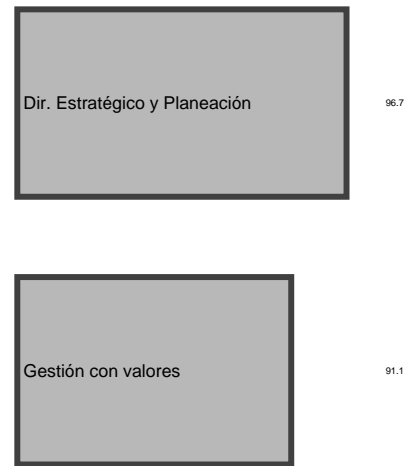 Dir. Estratégico y Planeación 96.7
Gestión con valores 91.1